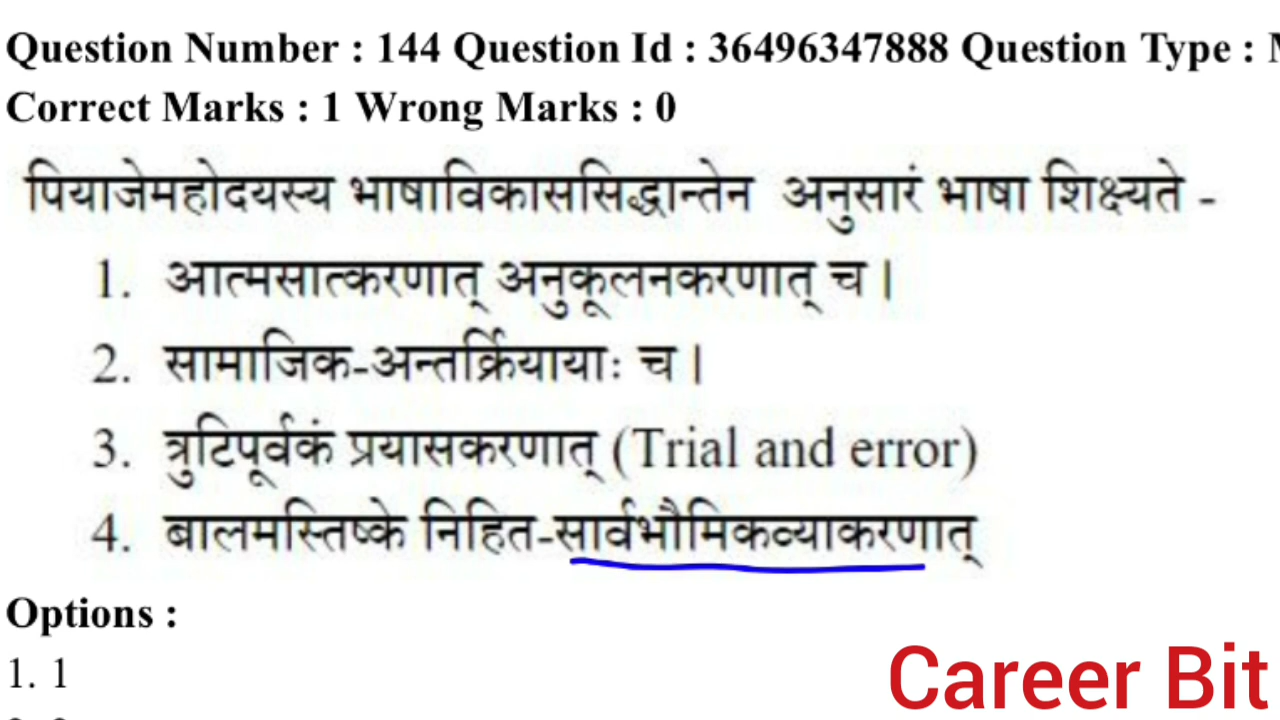 Question Number : 144 Question Id : 36496347888 Question Type :
Correct Marks : 1 Wrong Marks : 0
पियाजेमहोदयस्य भाषाविकाससिद्धान्तेन अनुसारं भाषा शिक्ष्यते -
1. आत्मसात्करणात् अनुकूलनकरणात् च।
2. सामाजिक-अन्तर्क्रियायाः च।
3. त्रुटिपूर्वकं प्रयासकरणात् (Trial and error)
4. बालमस्तिष्के निहित-सार्वभौमिकव्याकरणात्
Options :
1. 1
Career Bit